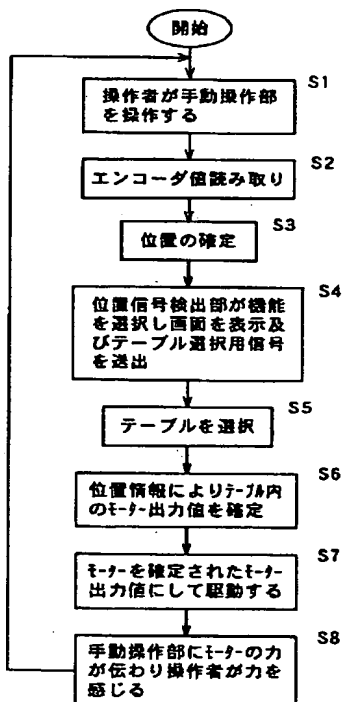 開始
S1
操作者が手動操作部
を操作する
S2
エンコーダ値読み取り
S3
位置の確定
S4
位置信号検出部が機能
を選択し画面を表示及
びテーブル選択用信号
を送出
S5
テーブルを選択
S6
位置情報によりﾃｰﾌﾞﾙ内
のﾓｰﾀｰ出力値を確定
S7
ﾓｰﾀｰを確定されたﾓｰﾀｰ
出力値にして駆動する
S8
手動操作部にﾓｰﾀｰの力
が伝わり操作者が力を
感じる